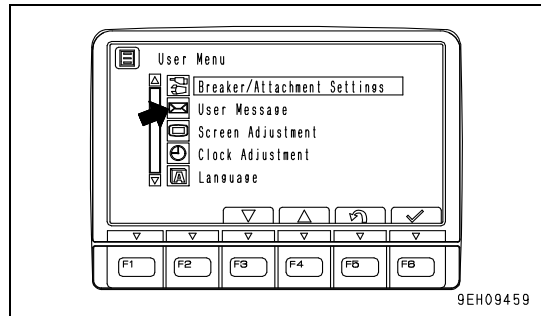 User Menu
Breaker/Attachment Settings
User Message
Screen Adjustment
Clock Adjustment
A Language
F1 F2 F3 F4 F5 F6
9EH09459